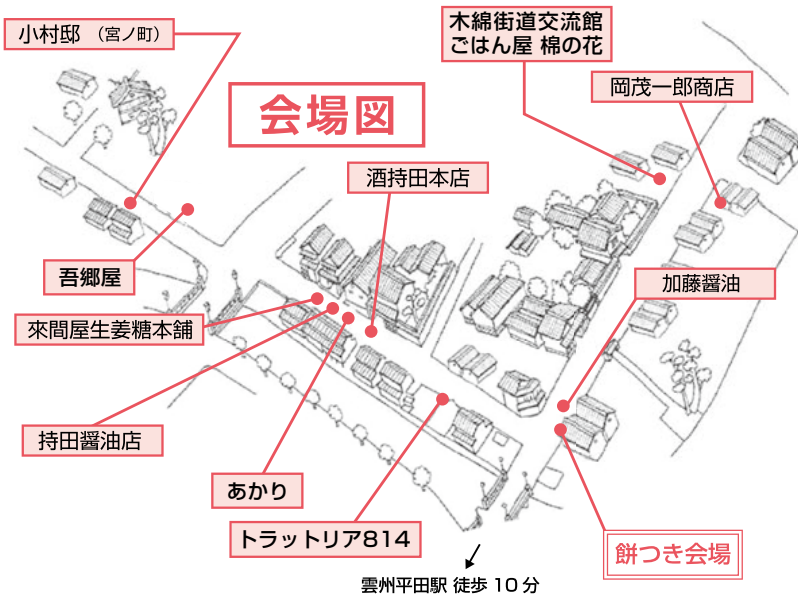 小村邸 （宮ノ町）
木綿街道交流館
ごはん屋 棉の花
岡茂一郎商店
会場図
酒持田本店
吾郷屋
加藤醤油
來間屋生姜糖本舗
持田醤油店
あかり
トラットリア814
餅つき会場
雲州平田駅 徒歩 10 分